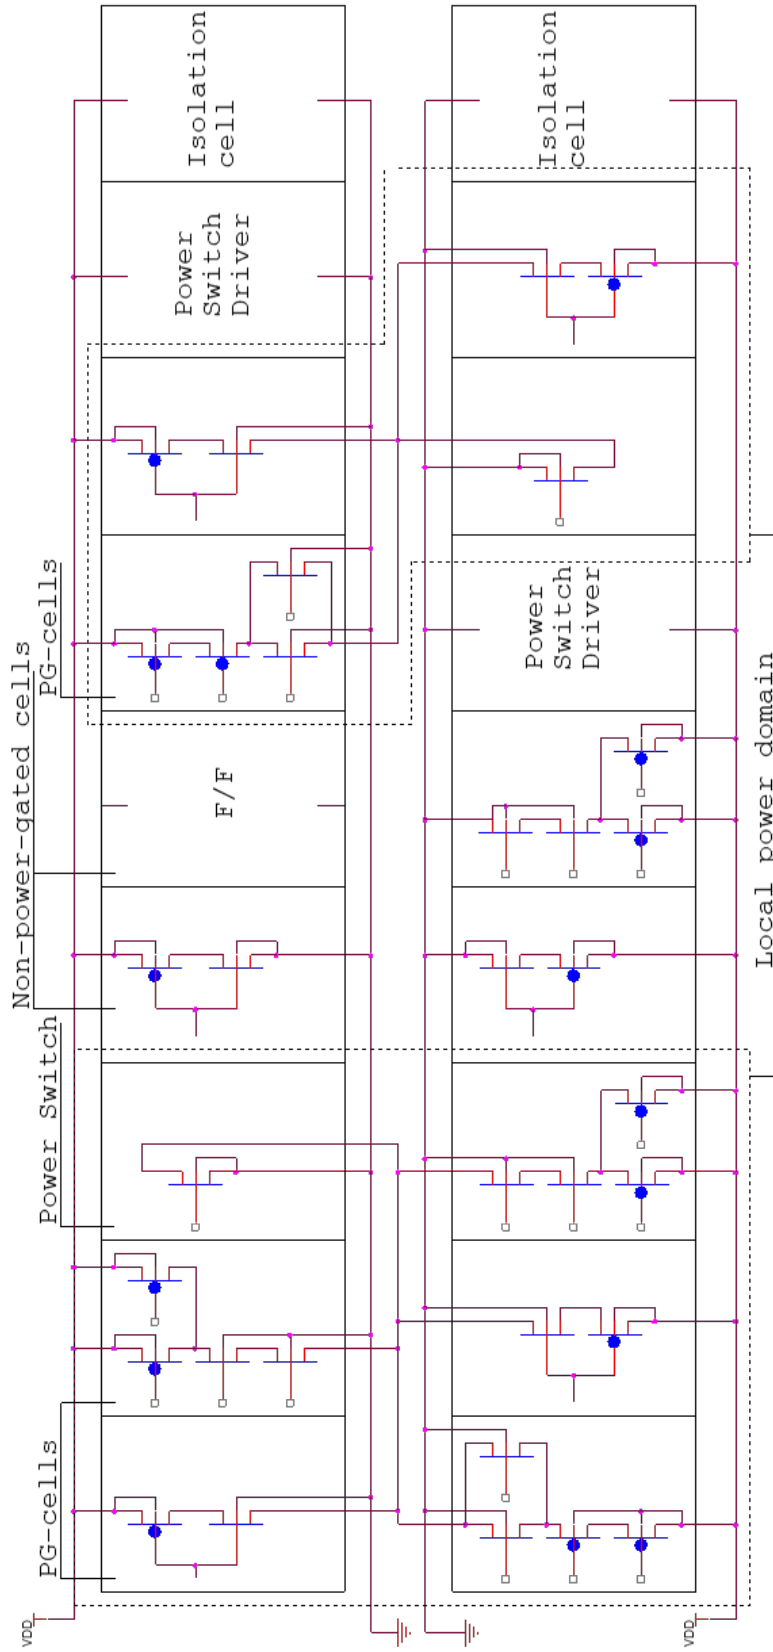 Non-power-gated cells
PG-cells
Power Switch
PG-cells
VDD
F/F
Power
Switch
Driver
Isolation
cell
Power
Switch
Driver
Isolation
cell
VDD
Local power domain